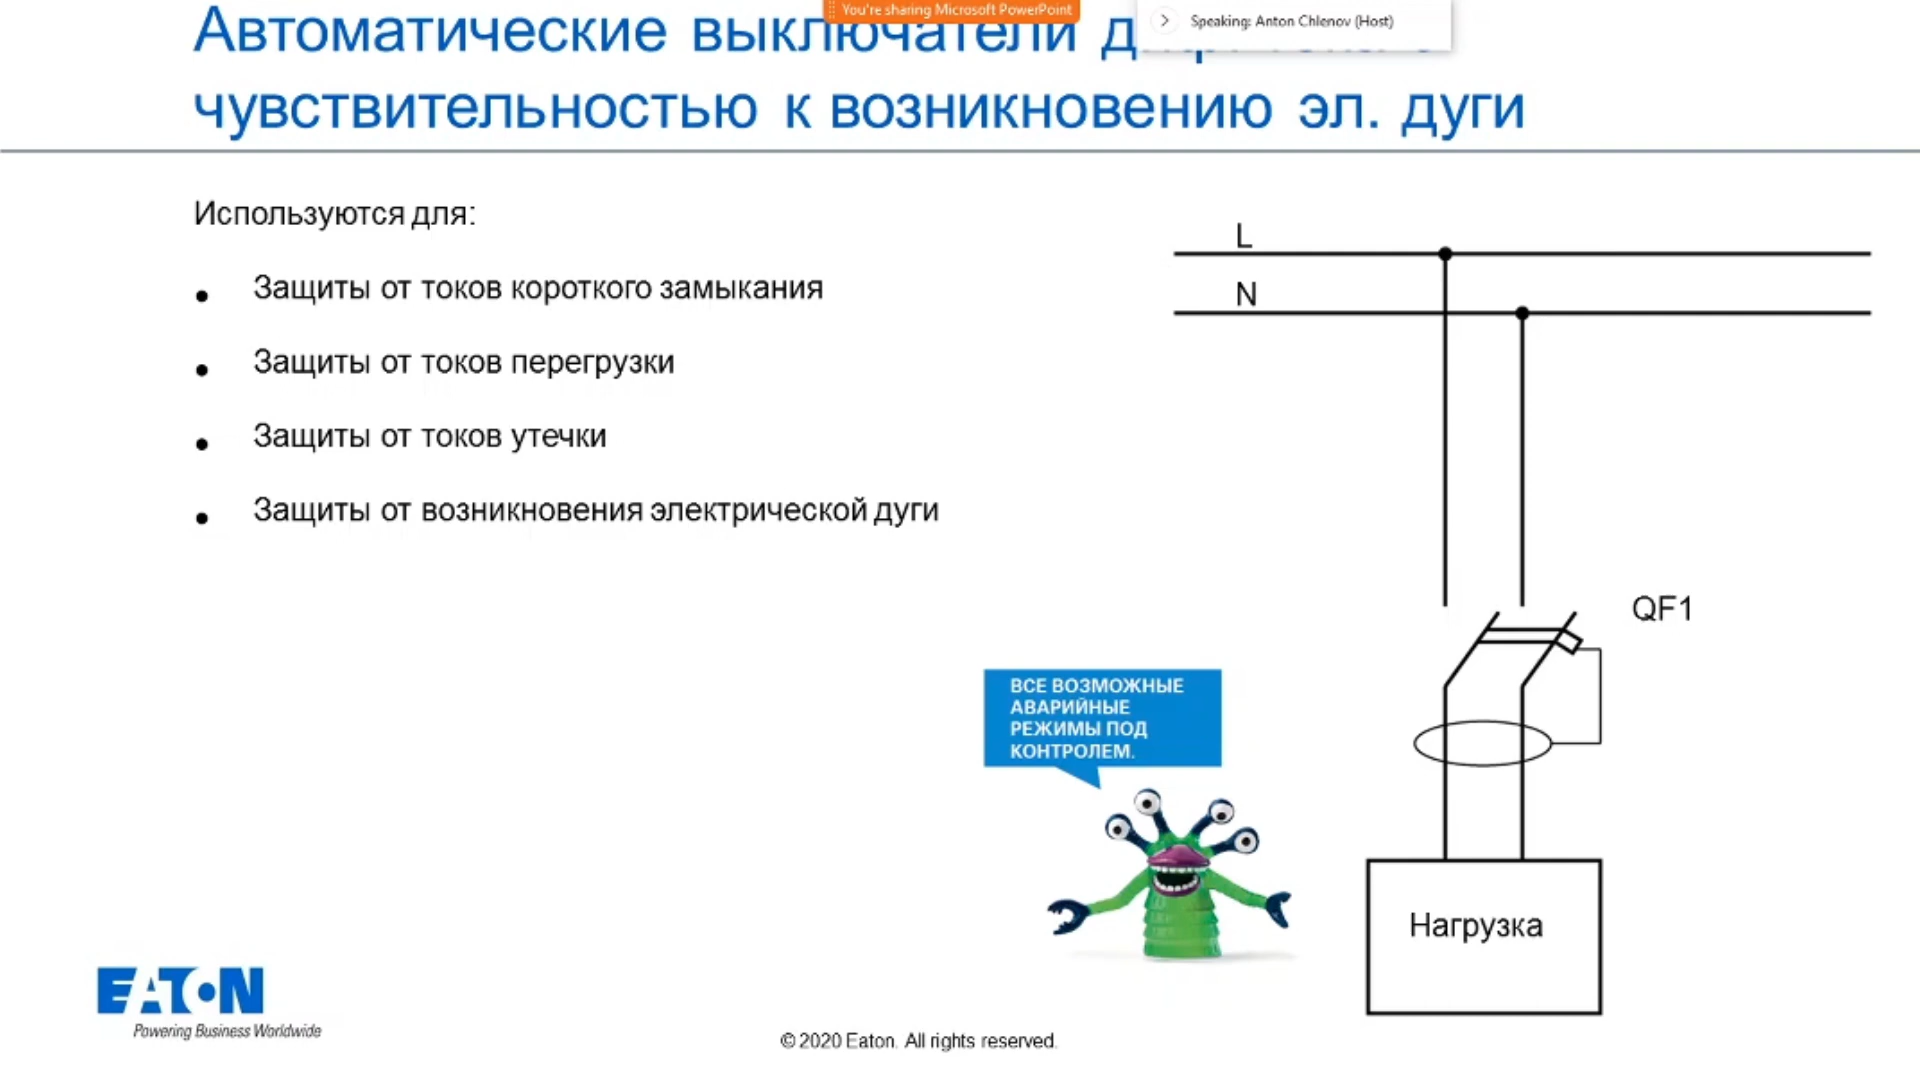 You're sharing Microsoft PowerPoint
Speaking: Anton Chlenov (Host)
Автоматические выключатели
чувствительностью к возникновению эл. дуги
Используются для:
• Защиты от токов короткого замыкания
• Защиты от токов перегрузки
• Защиты от токов утечки
• Защиты от возникновения электрической дуги
L
N
QF1
ВСЕ ВОЗМОЖНЫЕ
АВАРИЙНЫЕ
РЕЖИМЫ ПОД
КОНТРОЛЕМ.
Нагрузка
EATON
Powering Business Worldwide
© 2020 Eaton. All rights reserved.